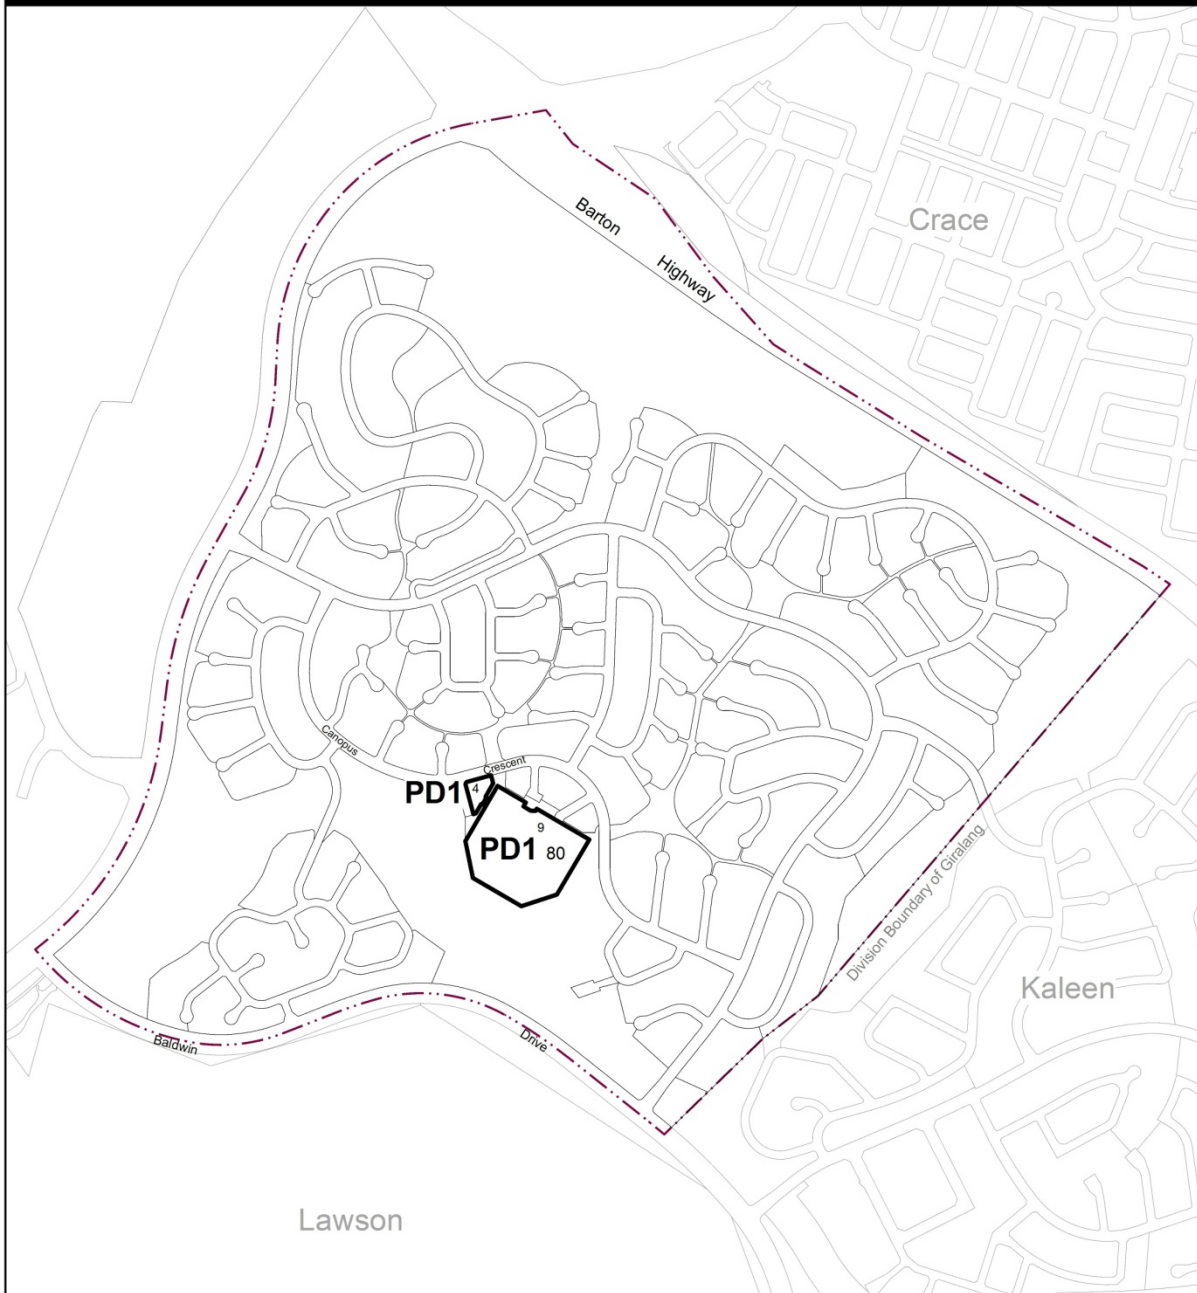 Barton
Highway
Crace
Canopus
Crescent
PD1
4
9
PD1 80
Division Boundary of Giralang
Kaleen
Baldwin
Drive
Lawson